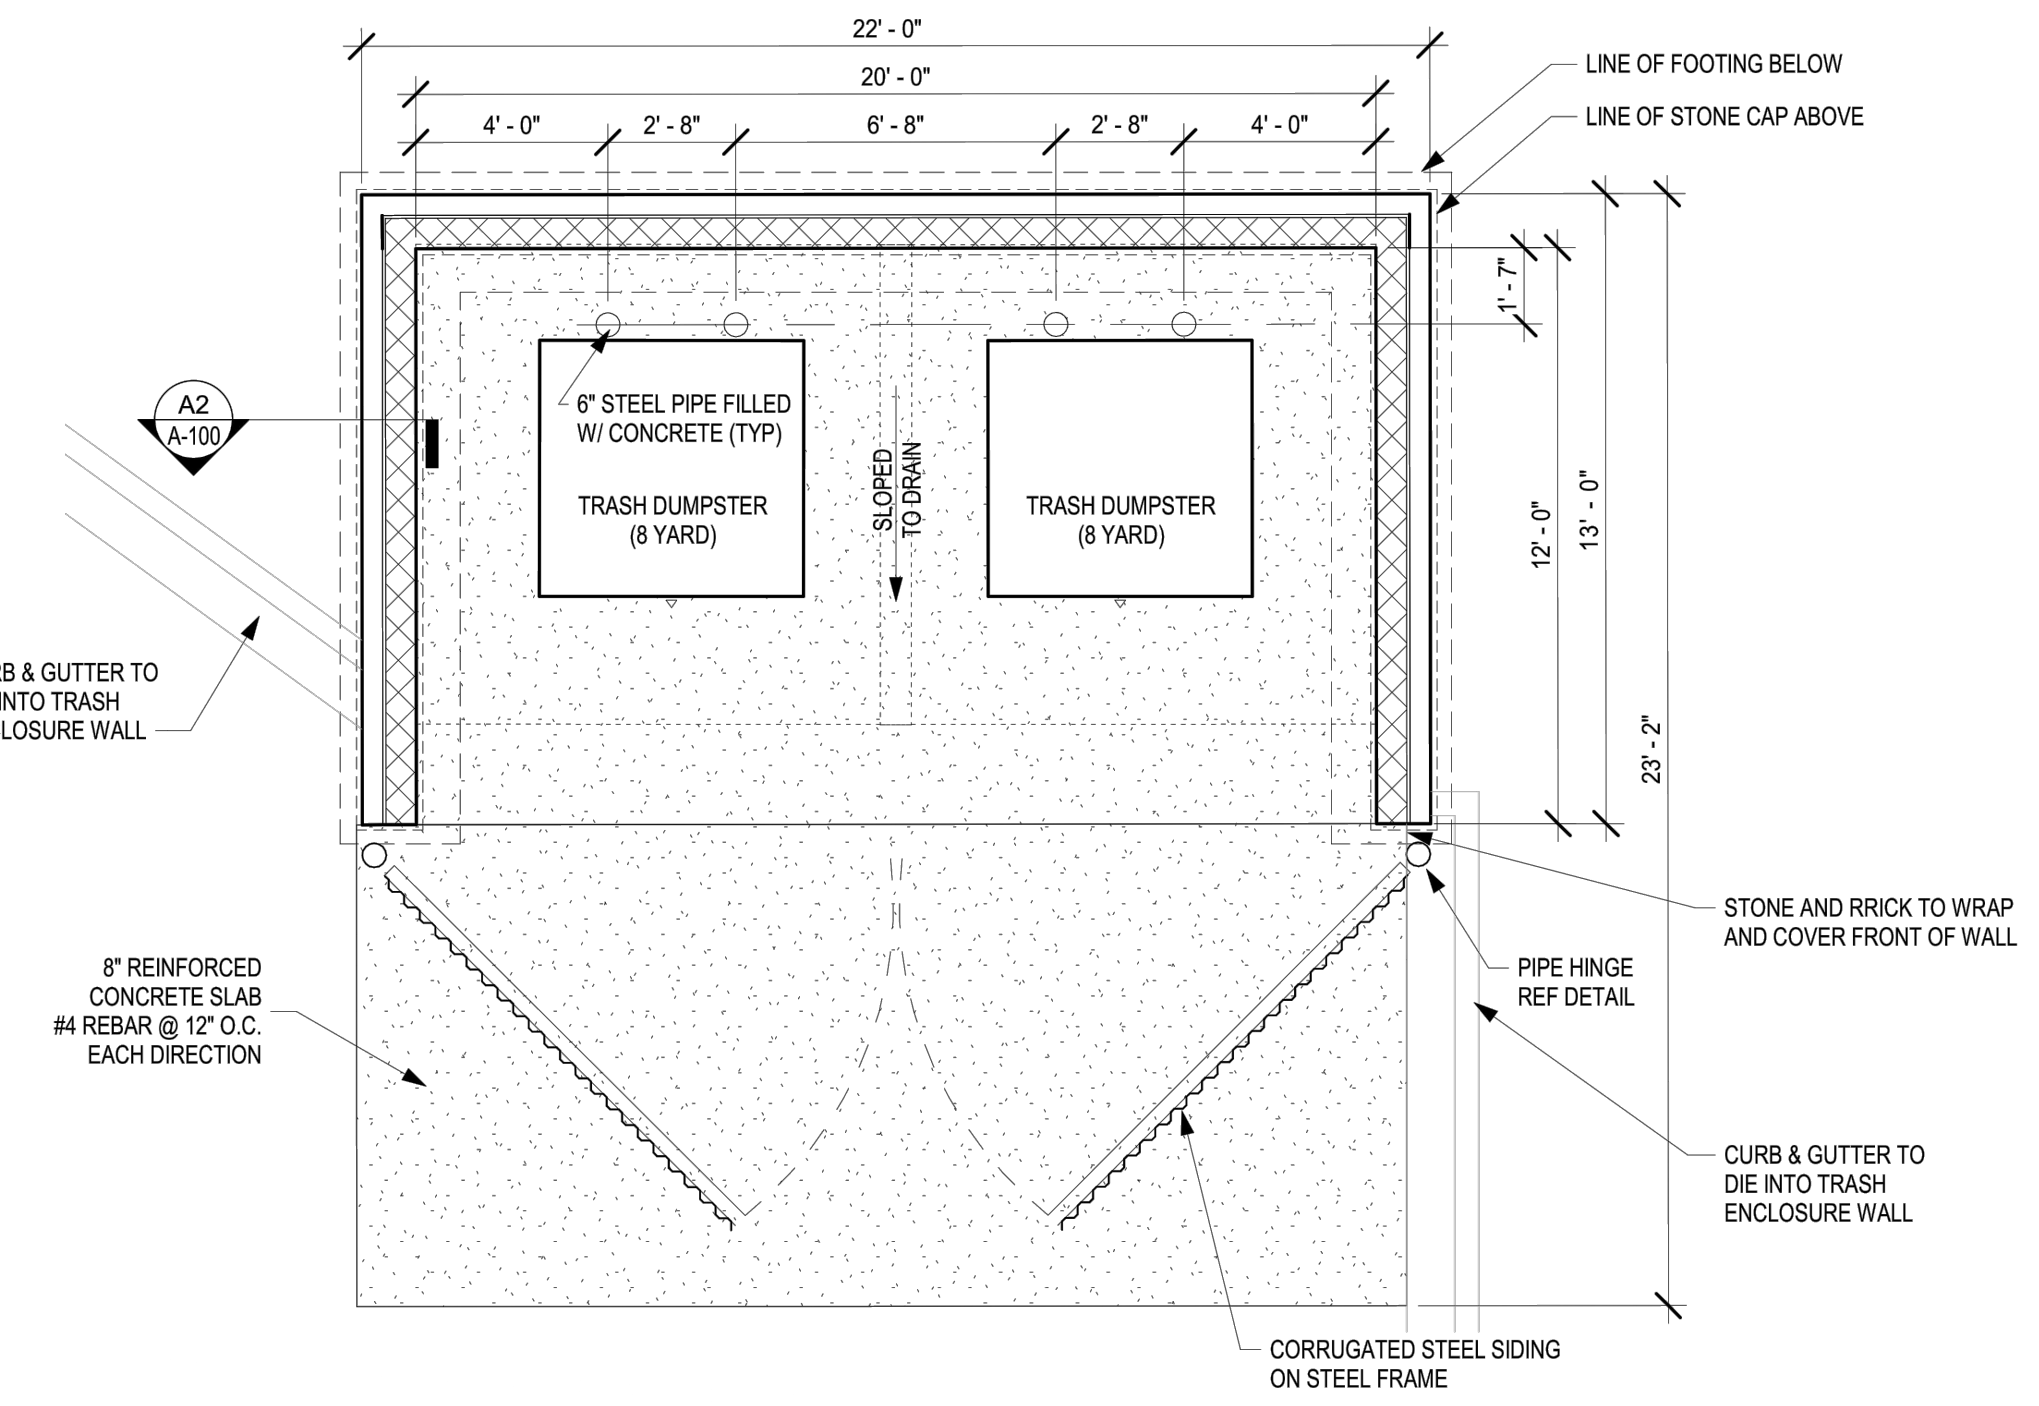 22' - 0"
20' - 0"
4' - 0"
2' - 8"
6' - 8"
2' - 8"
4' - 0"
LINE OF FOOTING BELOW
LINE OF STONE CAP ABOVE
1' - 7"
12' - 0"
13' - 0"
23' - 2"
A2
A-100
6" STEEL PIPE FILLED
W/ CONCRETE (TYP)
TRASH DUMPSTER
(8 YARD)
SLOPED
TO DRAIN
TRASH DUMPSTER
(8 YARD)
RB & GUTTER TO
INTO TRASH
LOSURE WALL
STONE AND RRICK TO WRAP
AND COVER FRONT OF WALL
PIPE HINGE
REF DETAIL
8" REINFORCED
CONCRETE SLAB
#4 REBAR @ 12" O.C.
EACH DIRECTION
CURB & GUTTER TO
DIE INTO TRASH
ENCLOSURE WALL
CORRUGATED STEEL SIDING
ON STEEL FRAME